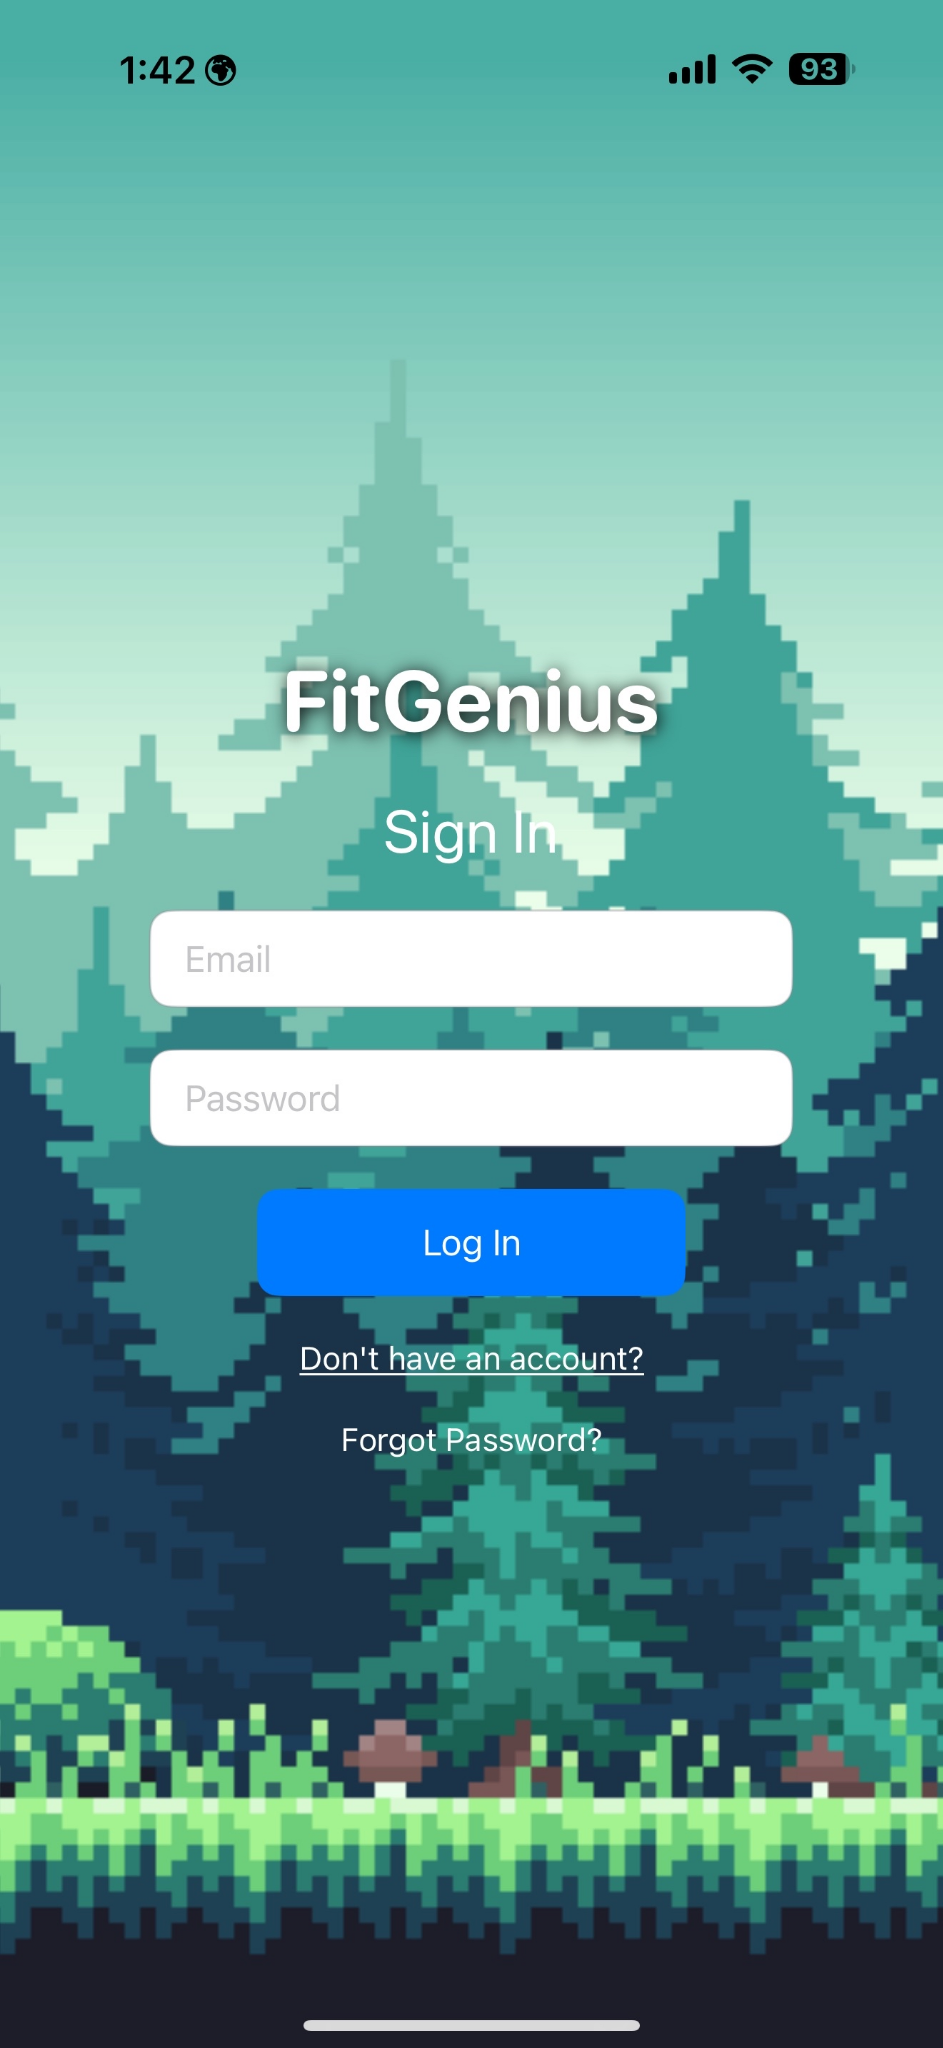 1:42
93
FitGenius
Sign In
Email
Password
Log In
Don't have an account?
Forgot Password?